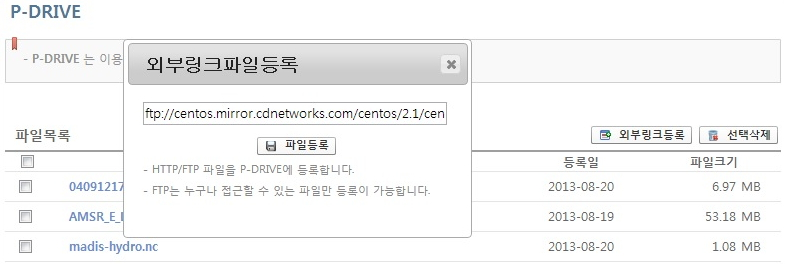 P-DRIVE
- P-DRIVE 는 이용
외부링크파일등록
ftp://centos.mirror.cdnetworks.com/centos/2.1/cen
파일등록
- HTTP/FTP 파일을 P-DRIVE에 등록합니다.
- FTP는 누구나 접근할 수 있는 파일만 등록이 가능합니다.
파일목록
외부링크등록
선택삭제
등록일 파일크기
04091217 2013-08-20 6.97 MB
AMSR_E_ 2013-08-19 53.18 MB
madis-hydro.nc 2013-08-20 1.08 MB